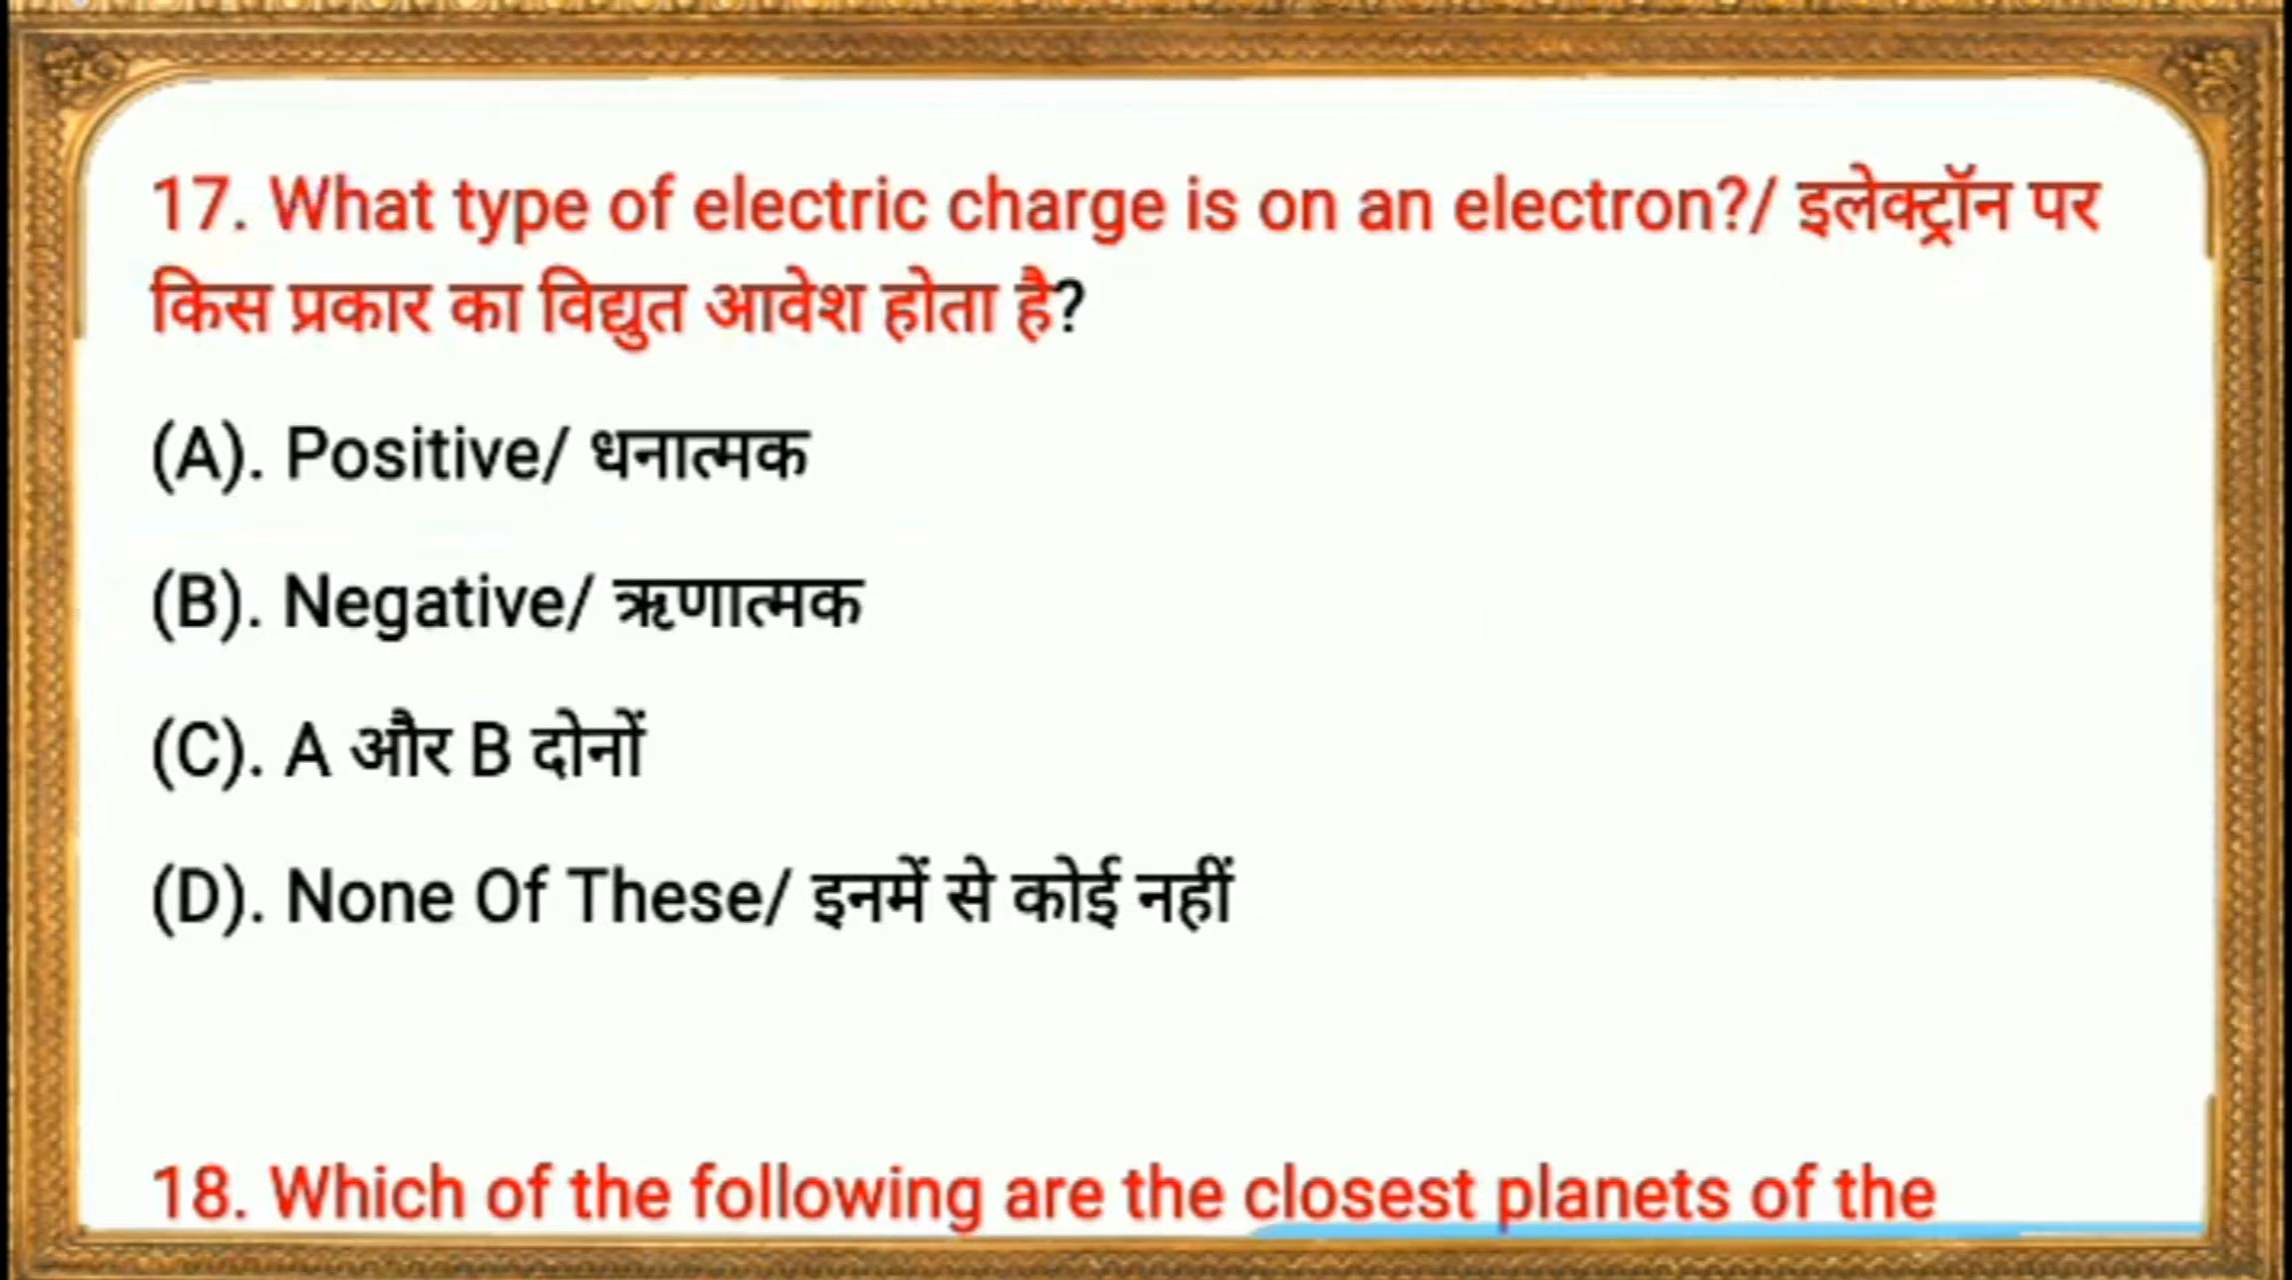 17. What type of electric charge is on an electron?/ इलेक्ट्रॉन पर
किस प्रकार का विद्युत आवेश होता है?
(A). Positive/ धनात्मक
(B). Negative/ ऋणात्मक
(C). A और B दोनों
(D). None Of These/ इनमें से कोई नहीं
18. Which of the following are the closest planets of the